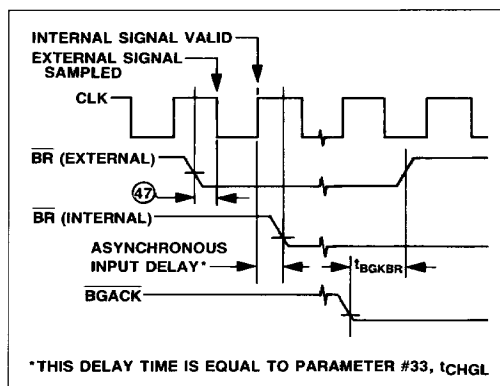 INTERNAL SIGNAL VALID
EXTERNAL SIGNAL
SAMPLED
CLK
BR (EXTERNAL)
47
BR (INTERNAL)
ASYNCHRONOUS
INPUT DELAY*
tBGKBR
BGACK
*THIS DELAY TIME IS EQUAL TO PARAMETER #33, tCHGL